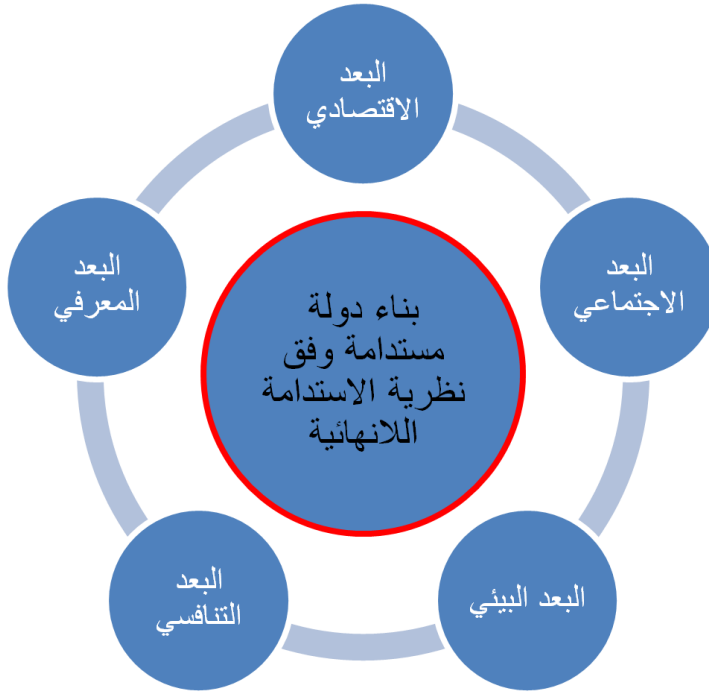 البعد
الاقتصادي
البعد
الاجتماعي
البعد
المعرفي
بناء دولة
مستدامة وفق
نظرية الاستدامة
اللانهائية
البعد البيئي
البعد
التنافسي